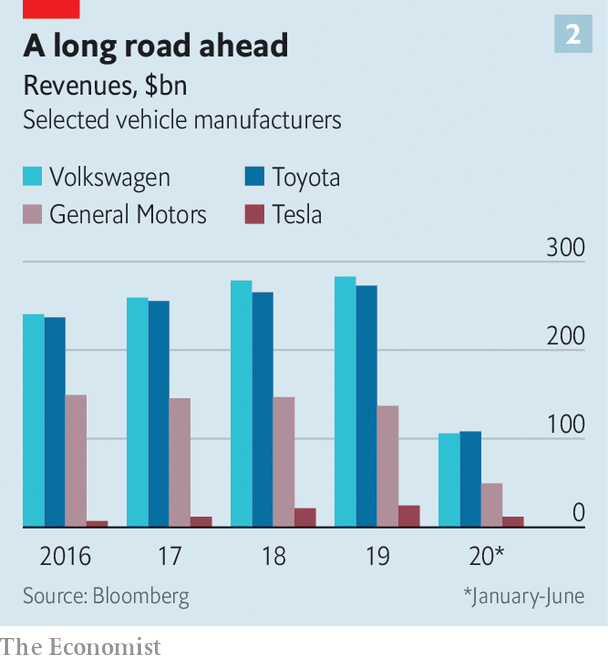 A long road ahead
2
Revenues, $bn
Selected vehicle manufacturers
Volkswagen Toyota
General Motors Tesla
300
200
100
0
2016 17 18 19 20*
Source: Bloomberg *January-June
The Economist